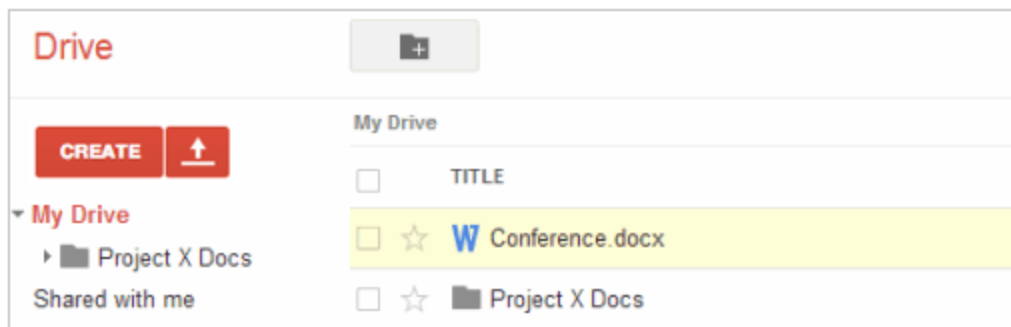 Drive
CREATE
My Drive
Project X Docs
Shared with me
My Drive
TITLE
W Conference.docx
Project X Docs